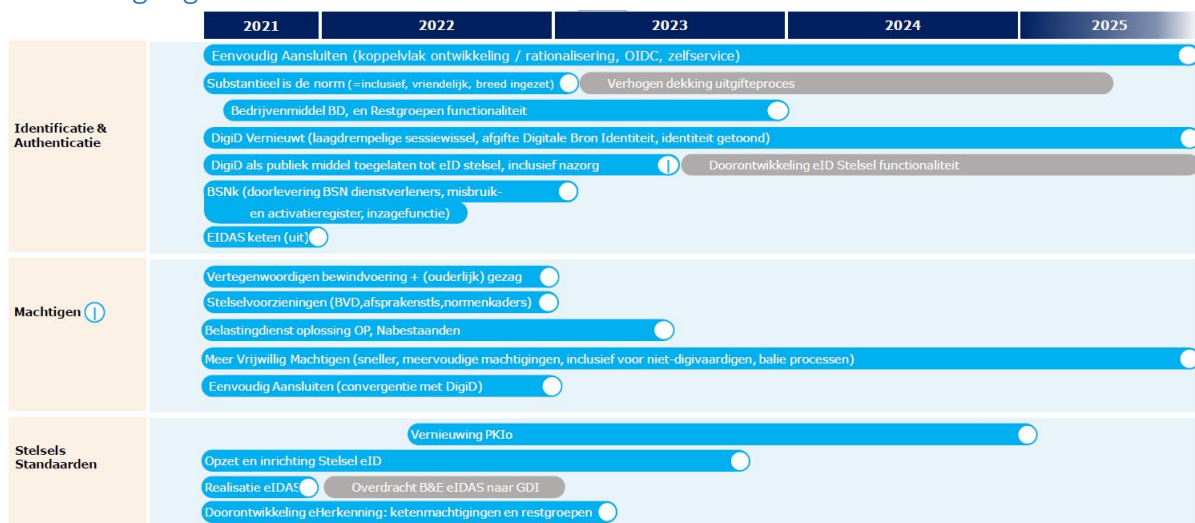 2021 2022 2023 2024 2025
Identificatie &
Authenticatie
Eenvoudig Aansluiten (koppelvlak ontwikkeling / rationalisering, OIDC, zelfservice)
Substantieel is de norm (=inclusief, vriendelijk, breed ingezet)
Verhogen dekking uitgifteproces
Bedrijvenmiddel BD, en Restgroepen functionaliteit
DigiD Vernieuwt (laagdrempelige sessiewissel, afgifte Digitale Bron Identiteit, identiteit getoond)
DigiD als publiek middel toegelaten tot eID stelsel, inclusief nazorg
Doorontwikkeling eID Stelsel functionaliteit
BSNk (doorlevering BSN dienstverleners, misbruik-
en activatieregister, inzagefunctie)
EIDAS keten (uit)
Machtigen
Vertegenwoordigen bewindvoering + (ouderlijk) gezag
Stelselvoorzieningen (BVD,afsprakenstls,normenkaders)
Belastingdienst oplossing OP, Nabestaanden
Meer Vrijwillig Machtigen (sneller, meervoudige machtigingen, inclusief voor niet-digivaardigen, balie processen)
Eenvoudig Aansluiten (convergentie met DigiD)
Stelsels
Standaarden
Vernieuwing PKIo
Opzet en inrichting Stelsel eID
Realisatie eIDAS
Overdracht B&E eIDAS naar GDI
Doorontwikkeling eHerkenning: ketenmachtigingen en restgroepen